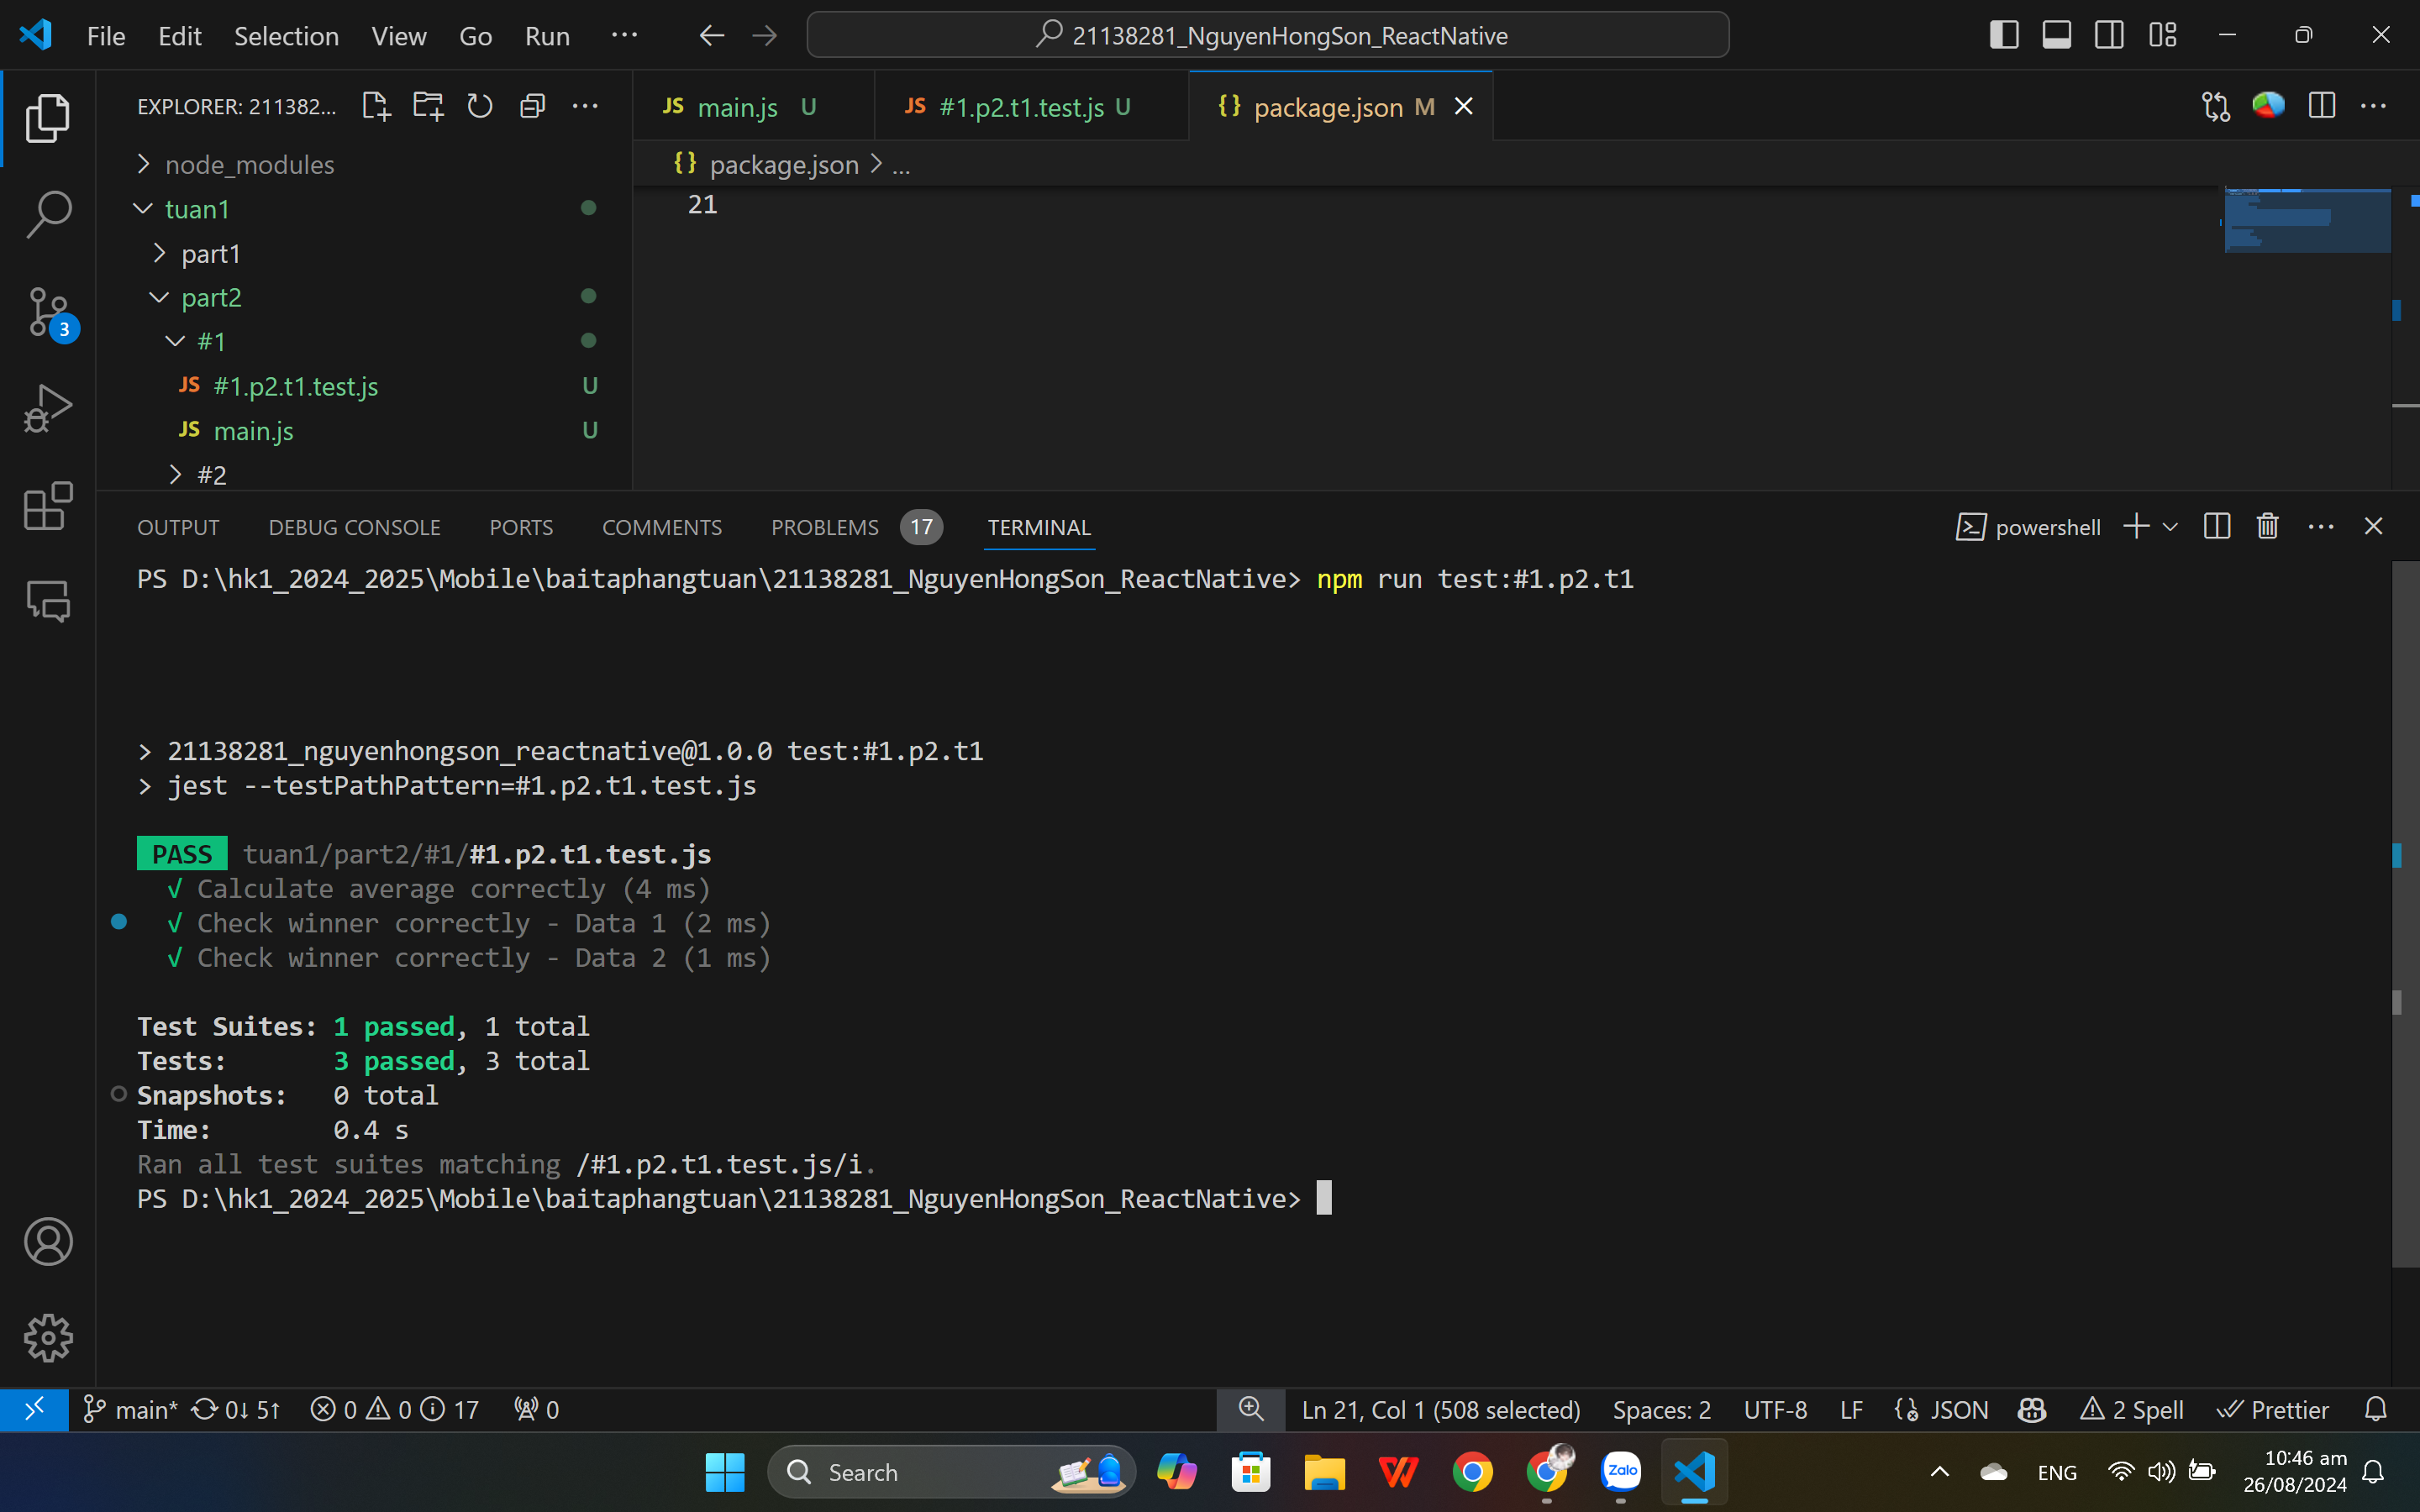 File Edit Selection View Go Run ··· 21138281_NguyenHongSon_ReactNative
EXPLORER: 211382...
node_modules
tuan1
part1
part2
#1
JS #1.p2.t1.test.js U
JS main.js U
#2
3
JS main.js U
JS #1.p2.t1.test.js U
{} package.json M
{} package.json > ...
21
OUTPUT DEBUG CONSOLE PORTS COMMENTS PROBLEMS 17 TERMINAL powershell
PS D:\hk1_2024_2025\Mobile\baitaphangtuan\21138281_NguyenHongSon_ReactNative> npm run test:#1.p2.t1
> 21138281_nguyenhongson_reactnative@1.0.0 test:#1.p2.t1
> jest --testPathPattern=#1.p2.t1.test.js
PASS tuan1/part2/#1/#1.p2.t1.test.js
√ Calculate average correctly (4 ms)
√ Check winner correctly - Data 1 (2 ms)
√ Check winner correctly - Data 2 (1 ms)
Test Suites: 1 passed, 1 total
Tests: 3 passed, 3 total
Snapshots: 0 total
Time: 0.4 s
Ran all test suites matching /#1.p2.t1.test.js/i.
PS D:\hk1_2024_2025\Mobile\baitaphangtuan\21138281_NguyenHongSon_ReactNative>
main* 0↓ 5↑ 0 0 17 0 Ln 21, Col 1 (508 selected) Spaces: 2 UTF-8 LF JSON 2 Spell Prettier
Search Zalo ENG 10:46 am
26/08/2024